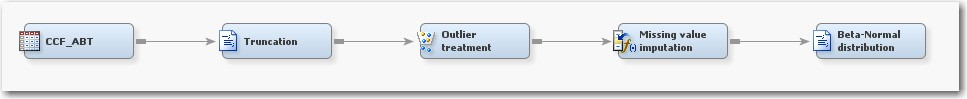 CCF_ABT
Truncation
Outlier
treatment
Missing value
imputation
Beta-Normal
distribution